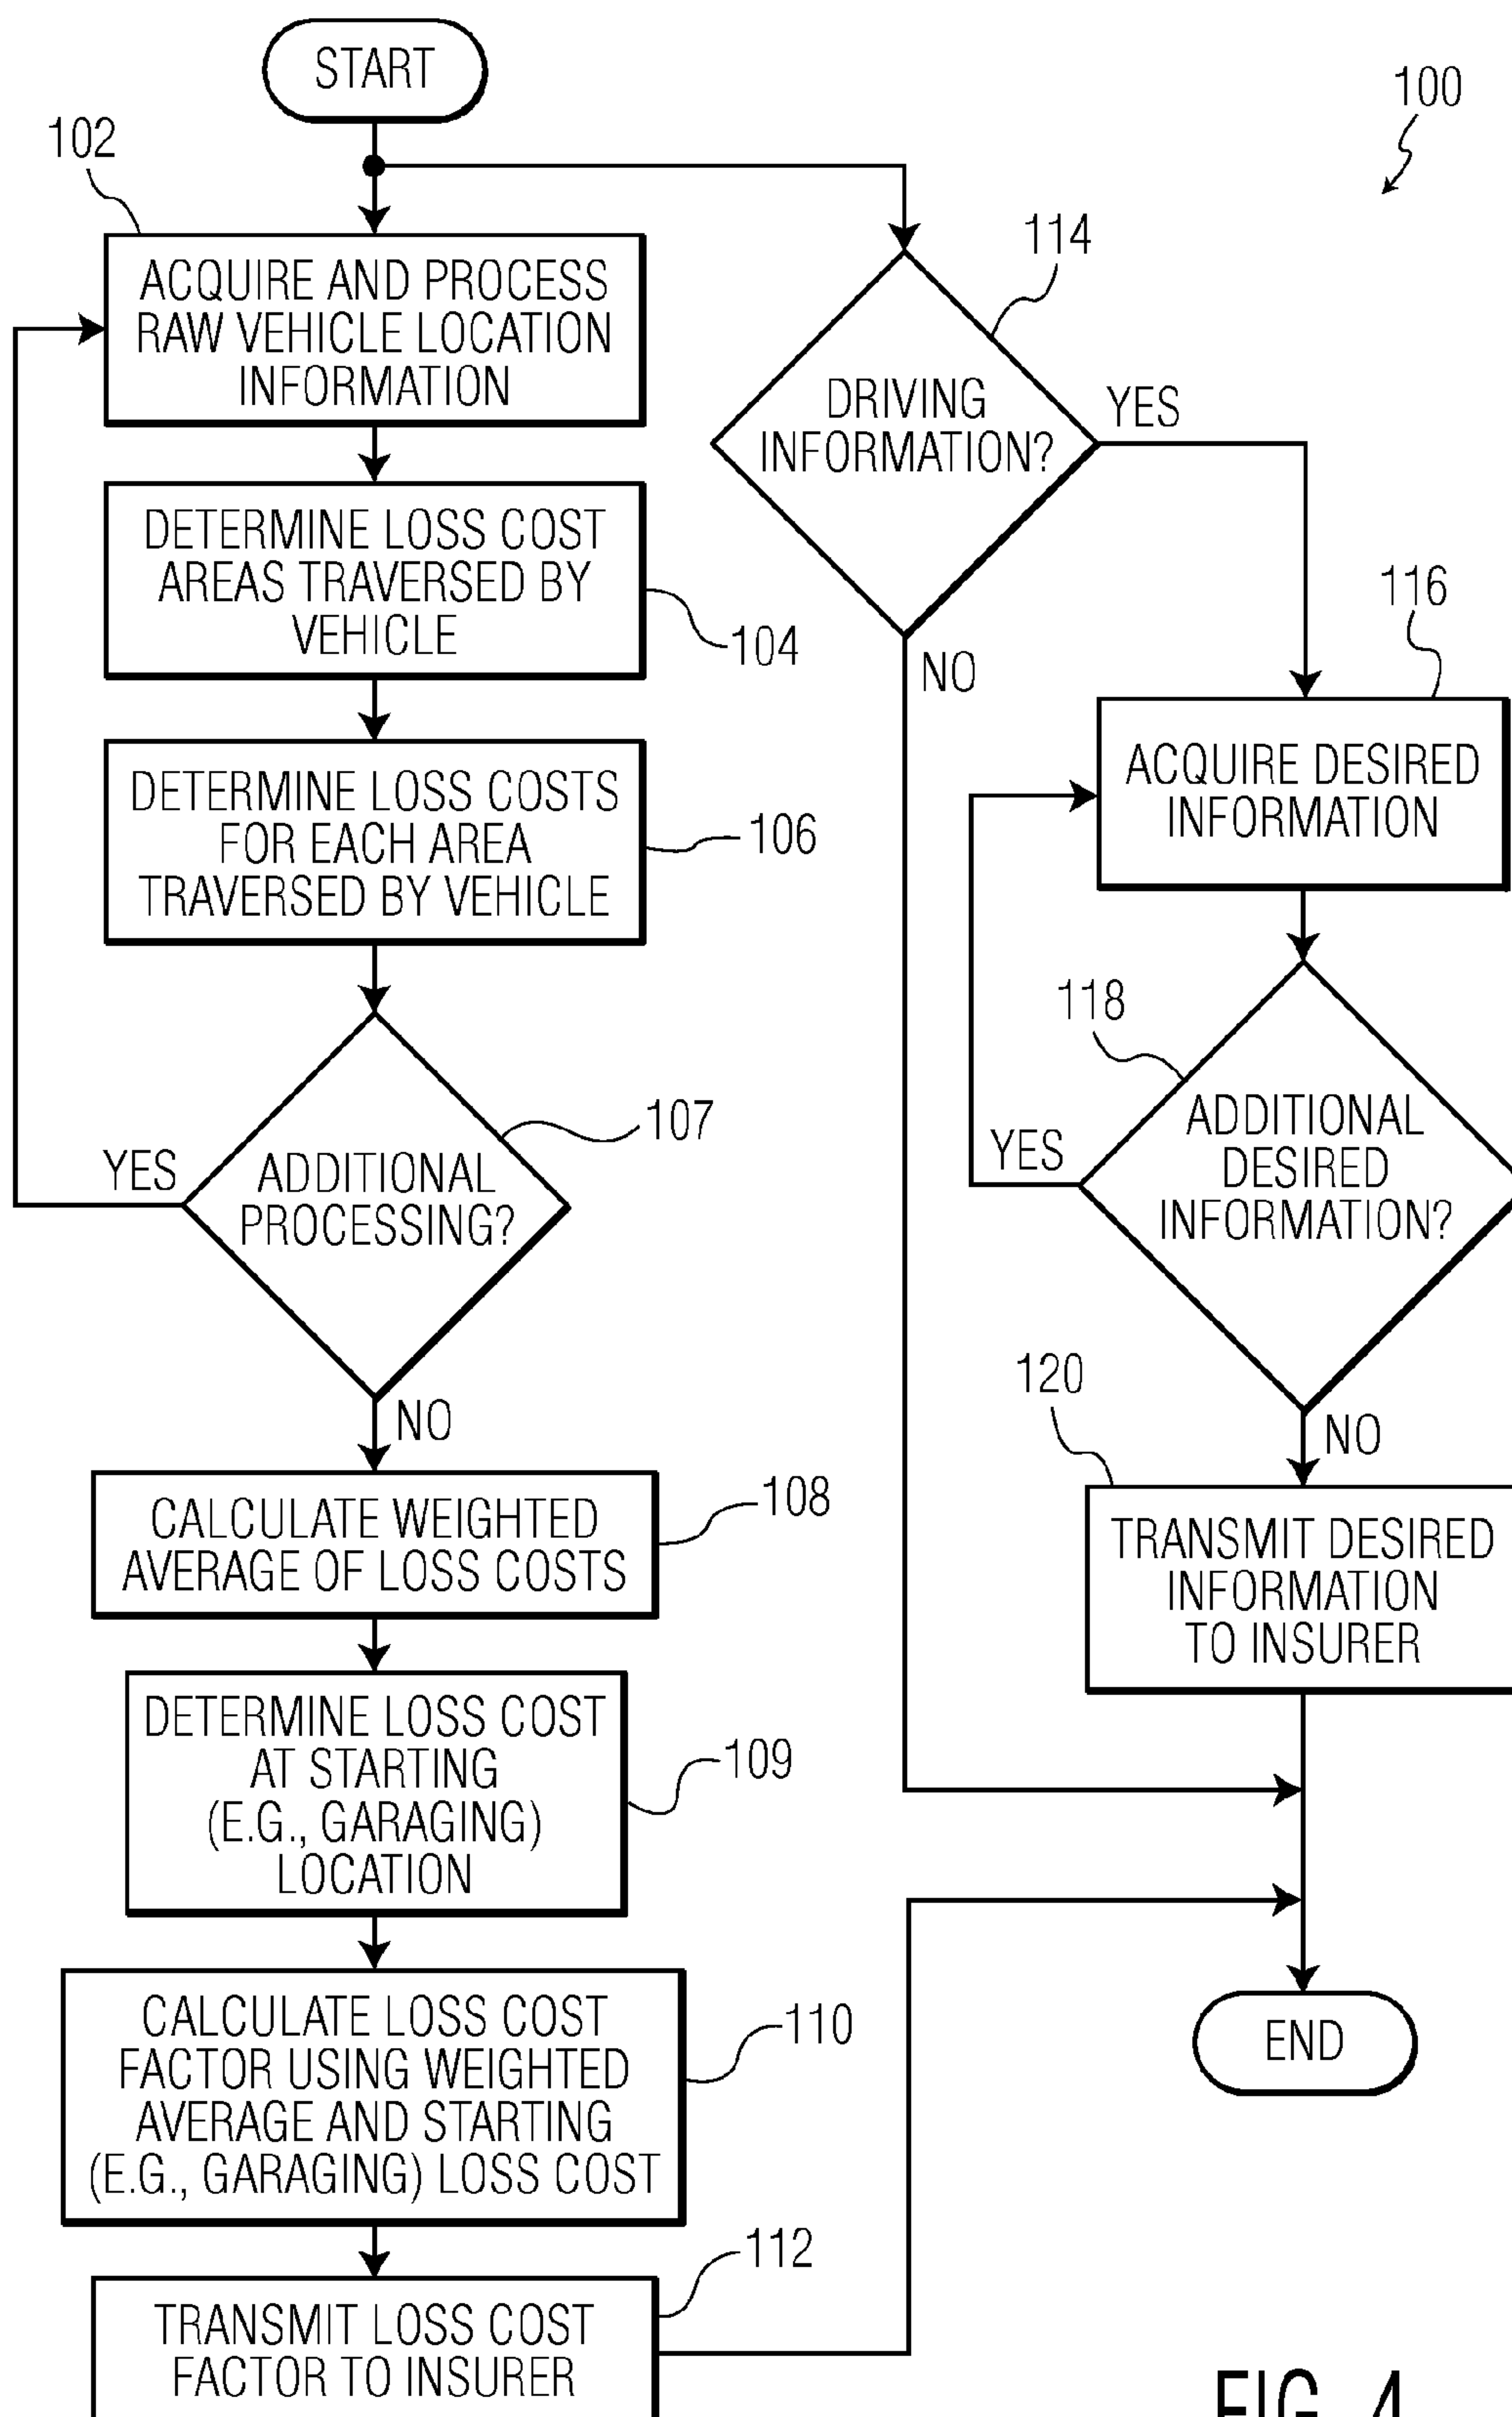 START
100
102
ACQUIRE AND PROCESS
RAW VEHICLE LOCATION
INFORMATION
DETERMINE LOSS COST
AREAS TRAVERSED BY
VEHICLE
104
DETERMINE LOSS COSTS
FOR EACH AREA
TRAVERSED BY VEHICLE
106
107
YES
ADDITIONAL
PROCESSING?
NO
CALCULATE WEIGHTED
AVERAGE OF LOSS COSTS
108
DETERMINE LOSS COST
AT STARTING
(E.G., GARAGING)
LOCATION
109
CALCULATE LOSS COST
FACTOR USING WEIGHTED
AVERAGE AND STARTING
(E.G., GARAGING) LOSS COST
110
112
TRANSMIT LOSS COST
FACTOR TO INSURER
114
DRIVING
INFORMATION?
YES
NO
116
ACQUIRE DESIRED
INFORMATION
118
YES
ADDITIONAL
DESIRED
INFORMATION?
NO
120
TRANSMIT DESIRED
INFORMATION
TO INSURER
END
FIG. 4